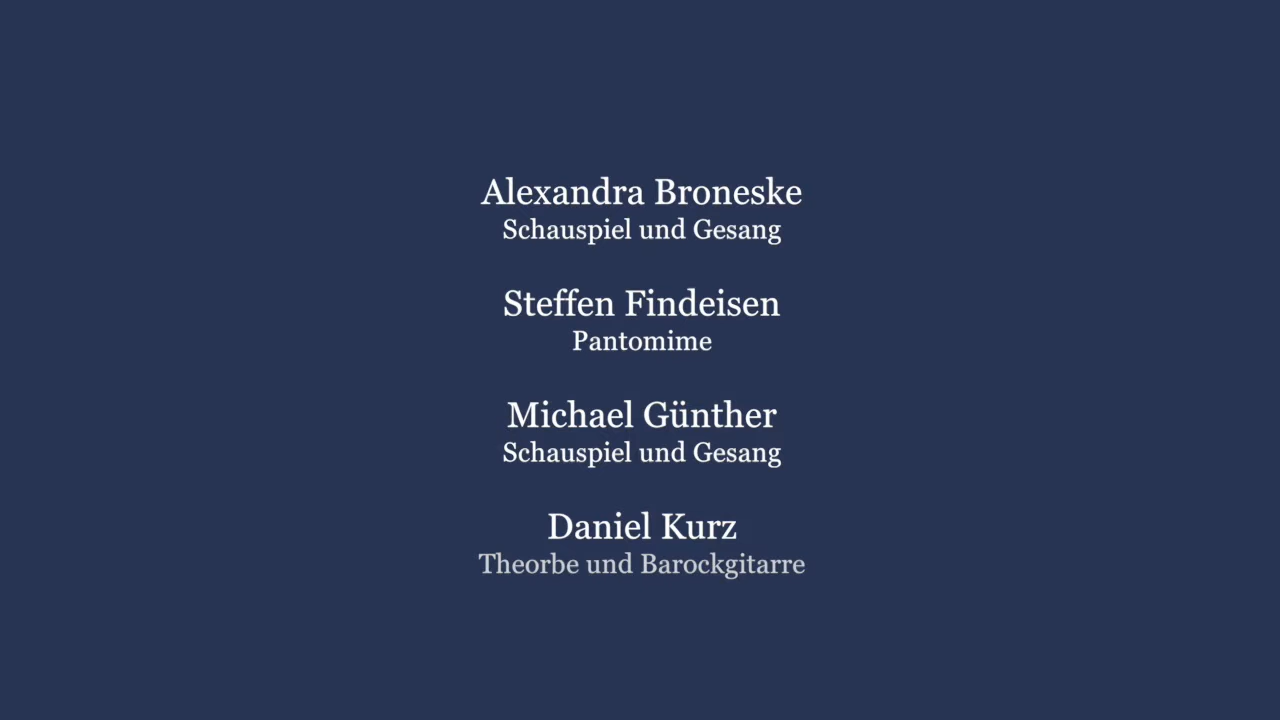 Alexandra Broneske
Schauspiel und Gesang
Steffen Findeisen
Pantomime
Michael Günther
Schauspiel und Gesang
Daniel Kurz
Theorbe und Barockgitarre